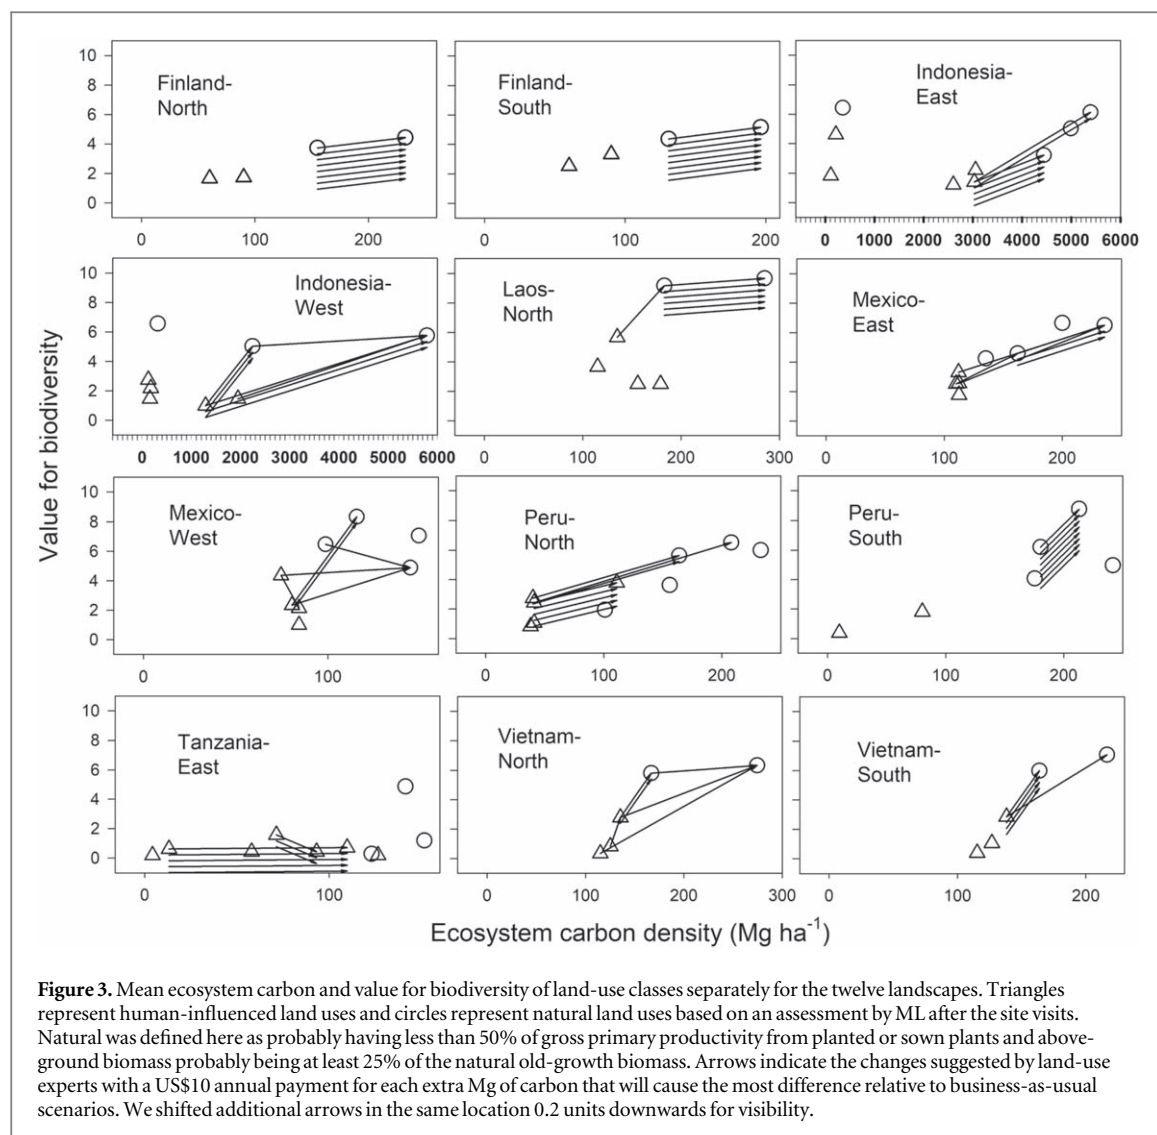 10
8
6
4
2
0
Finland-
North
0
200
Finland-
South
0
100
200
Indonesia-
East
0
1000
2000
3000
4000
5000
6000
10
8
6
4
2
0
Indonesia-
West
0
1000
2000
3000
4000
5000
6000
Laos-
North
0
100
200
300
Mexico-
East
0
100
200
Value for biodiversity
10
8
6
4
2
0
Mexico-
West
0
100
Peru-
North
0
100
200
Peru-
South
0
100
200
10
8
6
4
2
0
Tanzania-
East
0
100
Vietnam-
North
0
100
200
300
Vietnam-
South
0
100
200
Ecosystem carbon density (Mg ha⁻¹)
Figure 3. Mean ecosystem carbon and value for biodiversity of land-use classes separately for the twelve landscapes. Triangles
represent human-influenced land uses and circles represent natural land uses based on an assessment by ML after the site visits.
Natural was defined here as probably having less than 50% of gross primary productivity from planted or sown plants and above-
ground biomass probably being at least 25% of the natural old-growth biomass. Arrows indicate the changes suggested by land-use
experts with a US$10 annual payment for each extra Mg of carbon that will cause the most difference relative to business-as-usual
scenarios. We shifted additional arrows in the same location 0.2 units downwards for visibility.